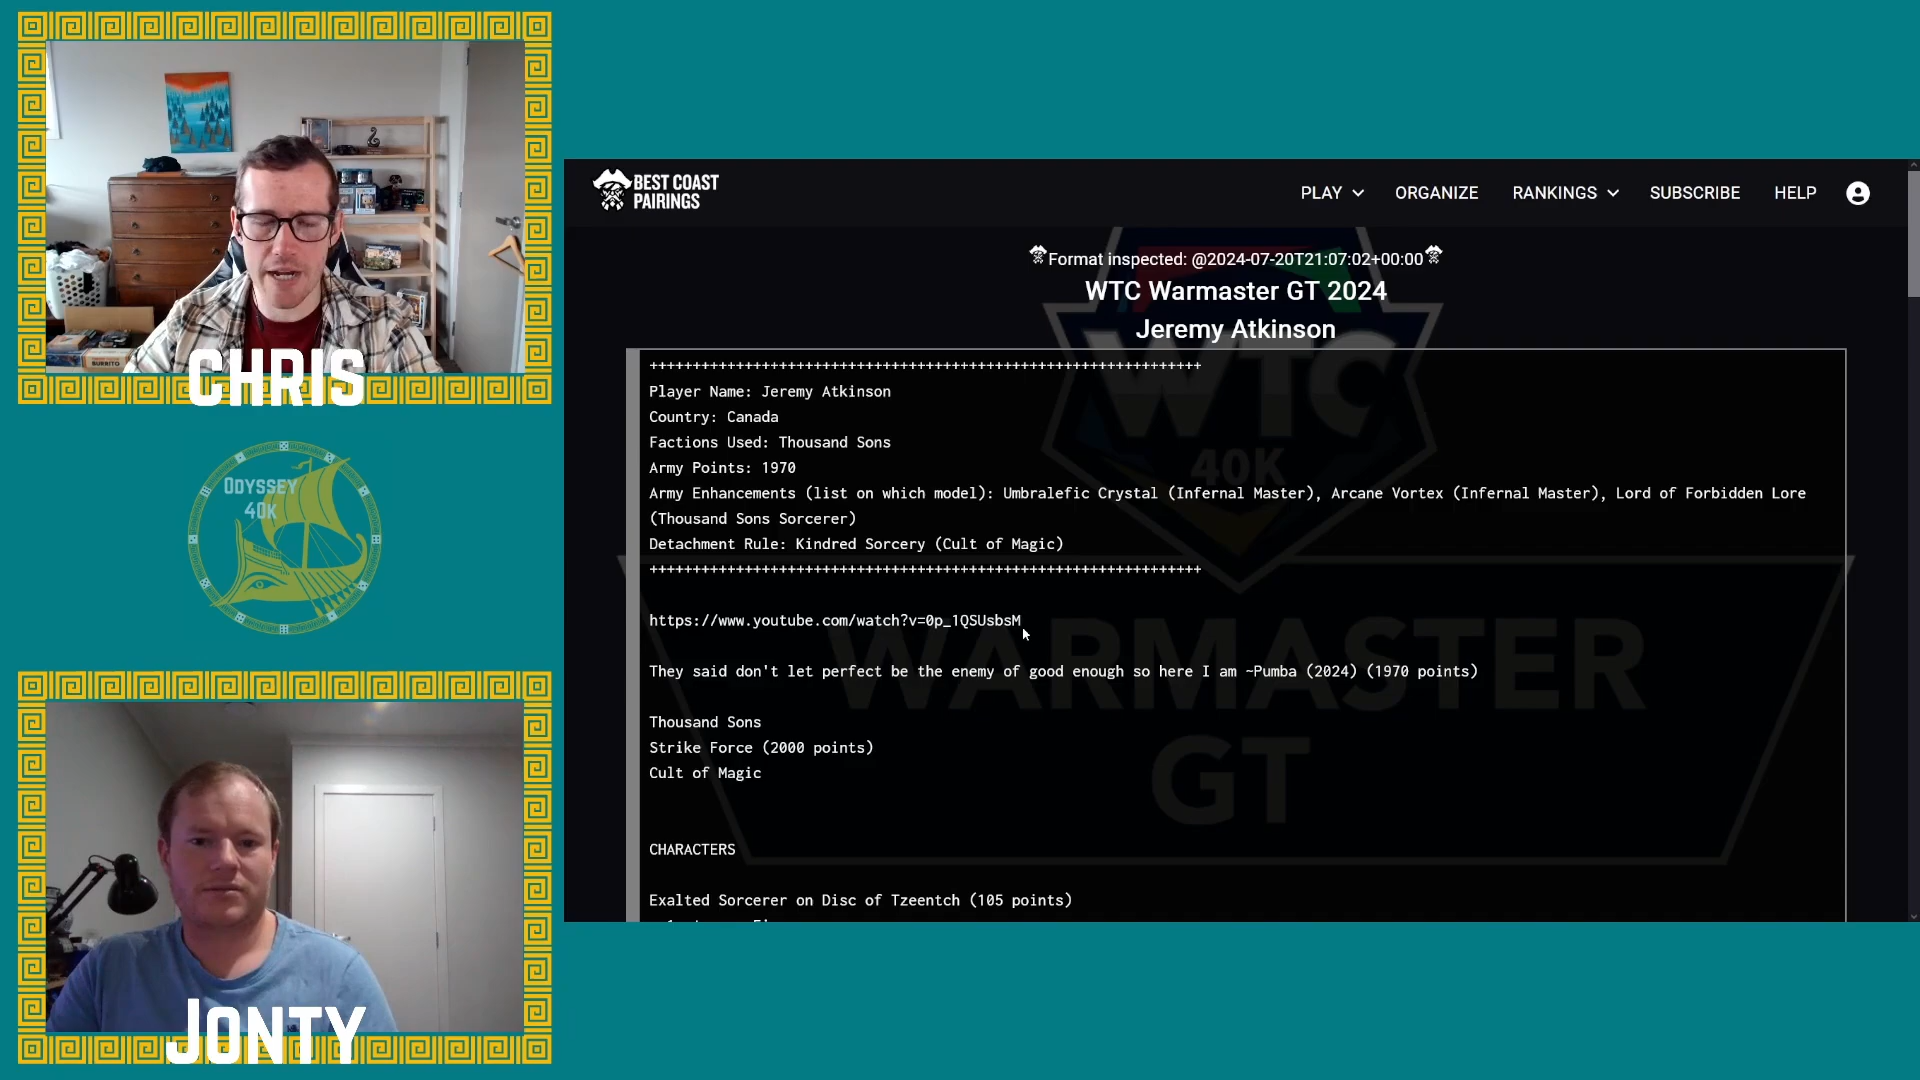 CHRIS
ODYSSEY
40K
JONTY
BEST COAST
PAIRINGS
PLAY
ORGANIZE
RANKINGS
SUBSCRIBE
HELP
Format inspected: @2024-07-20T21:07:02+00:00
WTC Warmaster GT 2024
Jeremy Atkinson
++++++++++++++++++++++++++++++++++++++++++++++++++++++++++++++++
Player Name: Jeremy Atkinson
Country: Canada
Factions Used: Thousand Sons
Army Points: 1970
Army Enhancements (list on which model): Umbralefic Crystal (Infernal Master), Arcane Vortex (Infernal Master), Lord of Forbidden Lore
(Thousand Sons Sorcerer)
Detachment Rule: Kindred Sorcery (Cult of Magic)
++++++++++++++++++++++++++++++++++++++++++++++++++++++++++++++++
https://www.youtube.com/watch?v=0p_1QSUsbsM
They said don't let perfect be the enemy of good enough so here I am ~Pumba (2024) (1970 points)
Thousand Sons
Strike Force (2000 points)
Cult of Magic
CHARACTERS
Exalted Sorcerer on Disc of Tzeentch (105 points)
WTC
40K
WARMASTER
GT